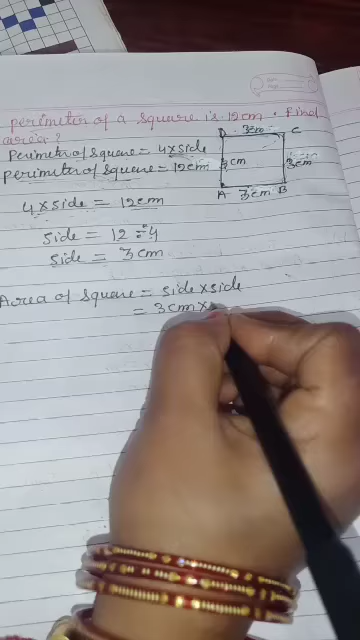 perimeter of a square is 12cm. Find
area?
D 3cm C
Perimeter of square = 4×side
perimeter of square = 12cm
3cm 3cm
A 3cm B
4×side = 12cm
side = 12÷4
side = 3cm
Area of square = side×side
= 3cm×